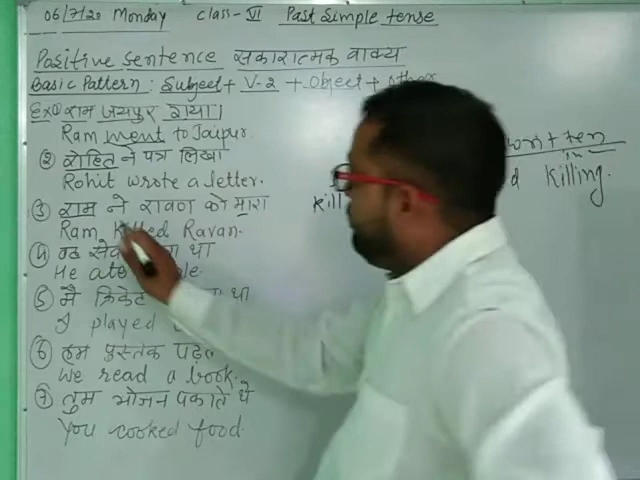 06/7/20 Monday Class-VI Past Simple tense
Positive sentence सकारात्मक वाक्य
Basic Pattern: Subject + V-2 + Object + other
Ex① राम जयपुर गया।
Ram went to Jaipur.
② रोहित ने पत्र लिखा
Rohit wrote a letter.
③ राम ने रावण को मारा
Ram Killed Ravan.
④ वह था
He ate
⑤ मैं क्रिकेट था
I played
⑥ हम पुस्तक
We read a book.
⑦ तुम भोजन पकाते थे
You cooked food.
Killing.